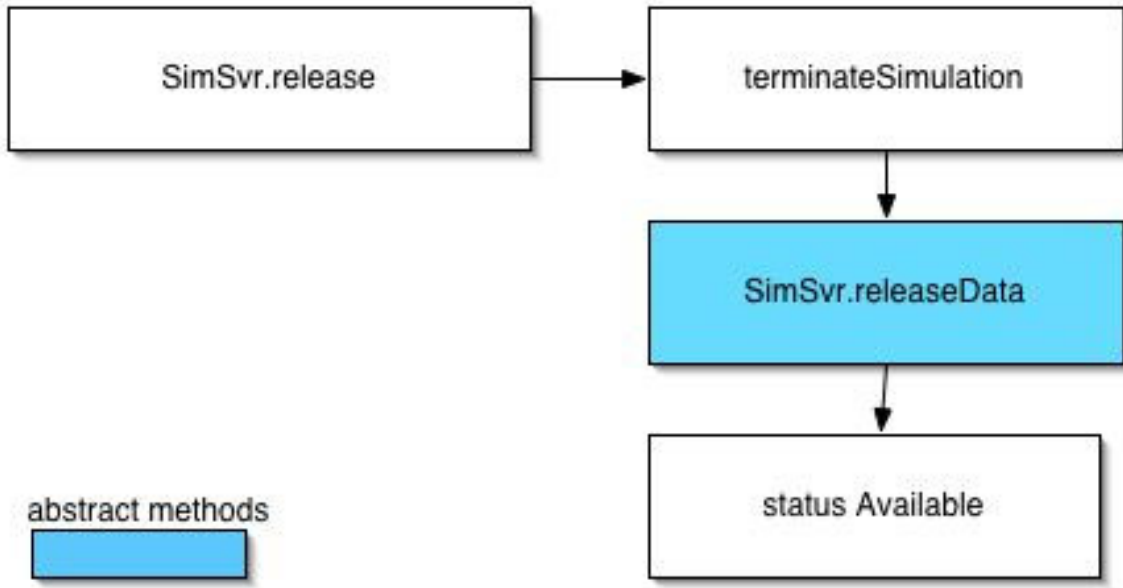 SimSvr.release
terminateSimulation
SimSvr.releaseData
status Available
abstract methods